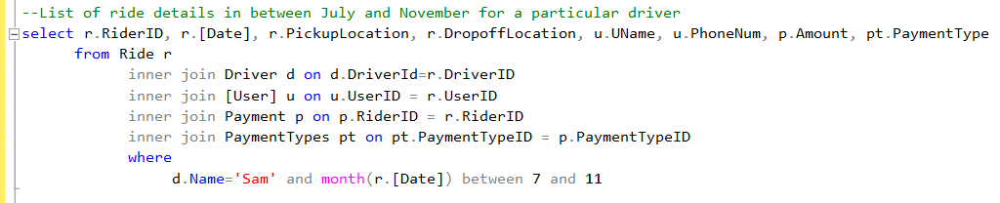 --List of ride details in between July and November for a particular driver
select r.RiderID, r.[Date], r.PickupLocation, r.DropoffLocation, u.UName, u.PhoneNum, p.Amount, pt.PaymentType
from Ride r
inner join Driver d on d.DriverId=r.DriverID
inner join [User] u on u.UserID = r.UserID
inner join Payment p on p.RiderID = r.RiderID
inner join PaymentTypes pt on pt.PaymentTypeID = p.PaymentTypeID
where
d.Name='Sam' and month(r.[Date]) between 7 and 11